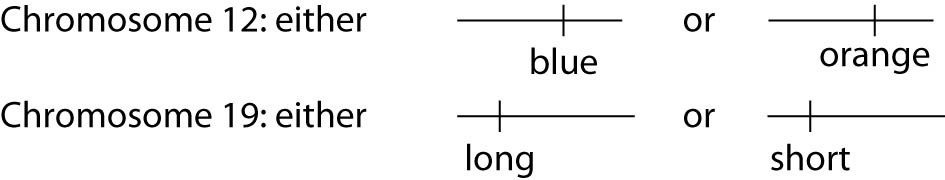 Chromosome 12: either or
blue orange
Chromosome 19: either or
long short